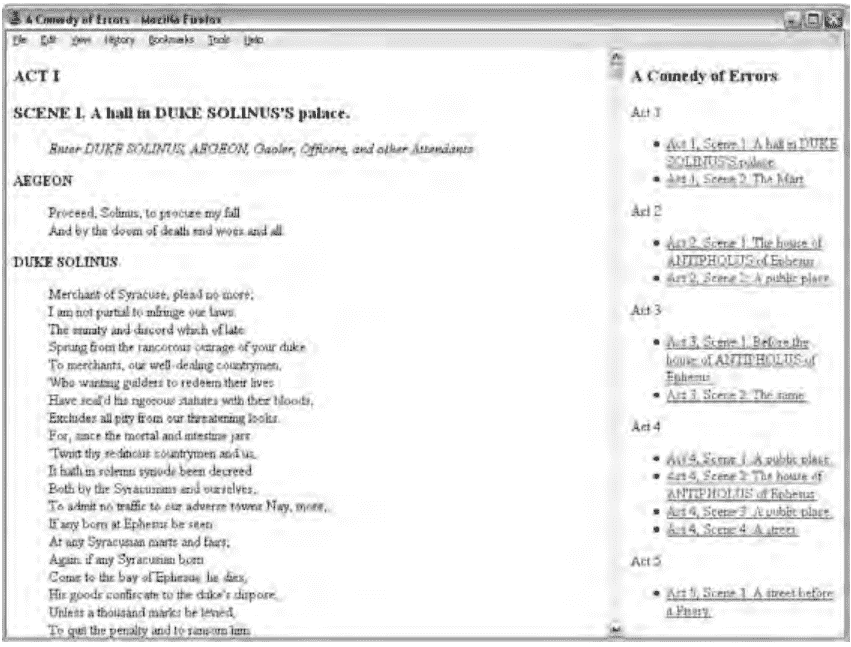 A Comedy of Errors - Mozilla Firefox
File Edit View History Bookmarks Tools Help
ACT I
SCENE I. A hall in DUKE SOLINUS'S palace.
Enter DUKE SOLINUS, AEGEON, Gaoler, Officers, and other Attendants
AEGEON
Proceed, Solinus, to procure my fall
And by the doom of death end woes and all.
DUKE SOLINUS
Merchant of Syracuse, plead no more;
I am not partial to infringe our laws:
The enmity and discord which of late
Sprung from the rancorous outrage of your duke
To merchants, our well-dealing countrymen,
Who wanting guilders to redeem their lives
Have seal'd his rigorous statutes with their bloods,
Excludes all pity from our threatening looks.
For, since the mortal and intestine jars
'Twixt thy seditious countrymen and us,
It hath in solemn synods been decreed
Both by the Syracusians and ourselves,
To admit no traffic to our adverse towns Nay, more,
If any born at Ephesus be seen
At any Syracusian marts and fairs;
Again: if any Syracusian born
Come to the bay of Ephesus, he dies,
His goods confiscate to the duke's dispose,
Unless a thousand marks be levied,
To quit the penalty and to ransom him.
A Comedy of Errors
Act 1
Act 1, Scene 1: A hall in DUKE
SOLINUS'S palace.
Act 1, Scene 2: The Mart.
Act 2
Act 2, Scene 1: The house of
ANTIPHOLUS of Ephesus.
Act 2, Scene 2: A public place.
Act 3
Act 3, Scene 1: Before the
house of ANTIPHOLUS of
Ephesus.
Act 3, Scene 2: The same.
Act 4
Act 4, Scene 1: A public place.
Act 4, Scene 2: The house of
ANTIPHOLUS of Ephesus.
Act 4, Scene 3: A public place.
Act 4, Scene 4: A street.
Act 5
Act 5, Scene 1: A street before
a Priory.